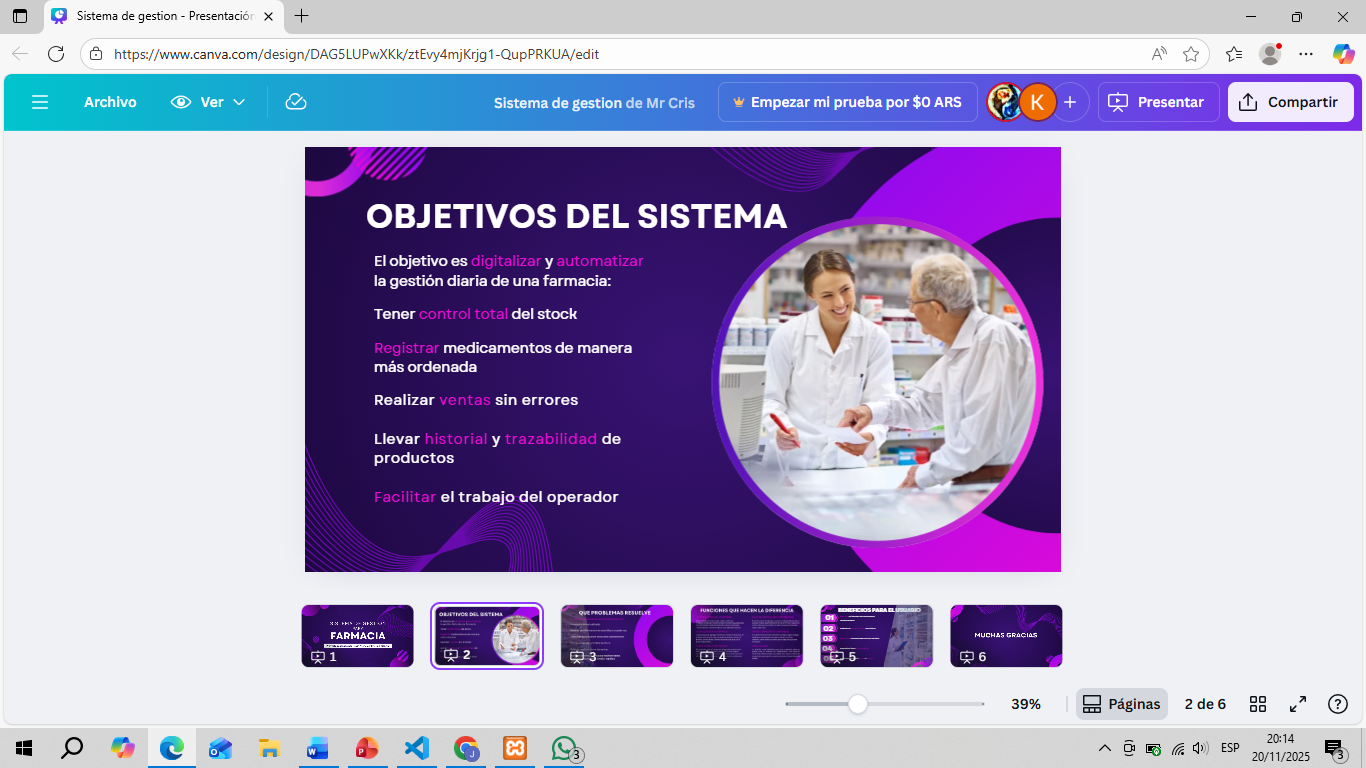 Sistema de gestion - Presentación
https://www.canva.com/design/DAG5LUPwXKk/ztEvy4mjKrjg1-QupPRKUA/edit
Archivo
Ver
Sistema de gestion de Mr Cris
Empezar mi prueba por $0 ARS
K
Presentar
Compartir
OBJETIVOS DEL SISTEMA
El objetivo es digitalizar y automatizar
la gestión diaria de una farmacia:
Tener control total del stock
Registrar medicamentos de manera
más ordenada
Realizar ventas sin errores
Llevar historial y trazabilidad de
productos
Facilitar el trabajo del operador
FARMACIA
1
OBJETIVOS DEL SISTEMA
2
QUE PROBLEMAS RESUELVE
3
FUNCIONES QUE HACEN LA DIFERENCIA
4
BENEFICIOS PARA EL USUARIO
01
02
03
04
5
MUCHAS GRACIAS
6
39%
Páginas
2 de 6
3
ESP
20:14
20/11/2025
3